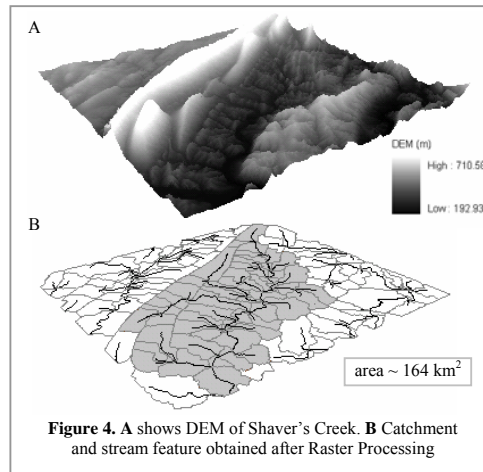 A
DEM (m)
High : 710.59
Low : 192.93
B
area ~ 164 km²
Figure 4. A shows DEM of Shaver's Creek. B Catchment
and stream feature obtained after Raster Processing